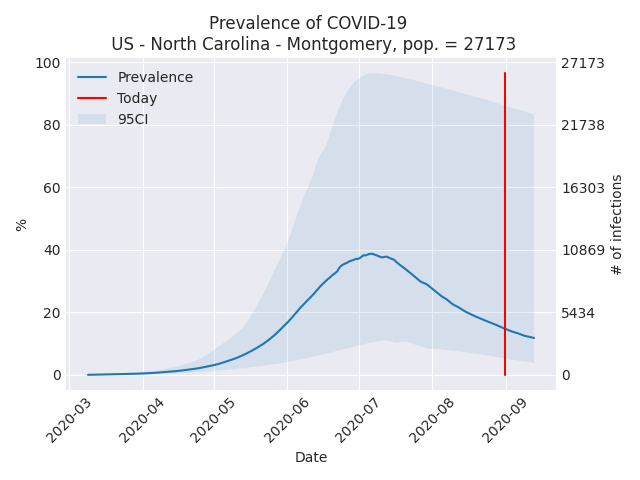 Prevalence of COVID-19
US - North Carolina - Montgomery, pop. = 27173
Prevalence
Today
95CI
100
80
60
40
20
0
%
27173
21738
16303
10869
5434
0
# of infections
2020-03
2020-04
2020-05
2020-06
2020-07
2020-08
2020-09
Date